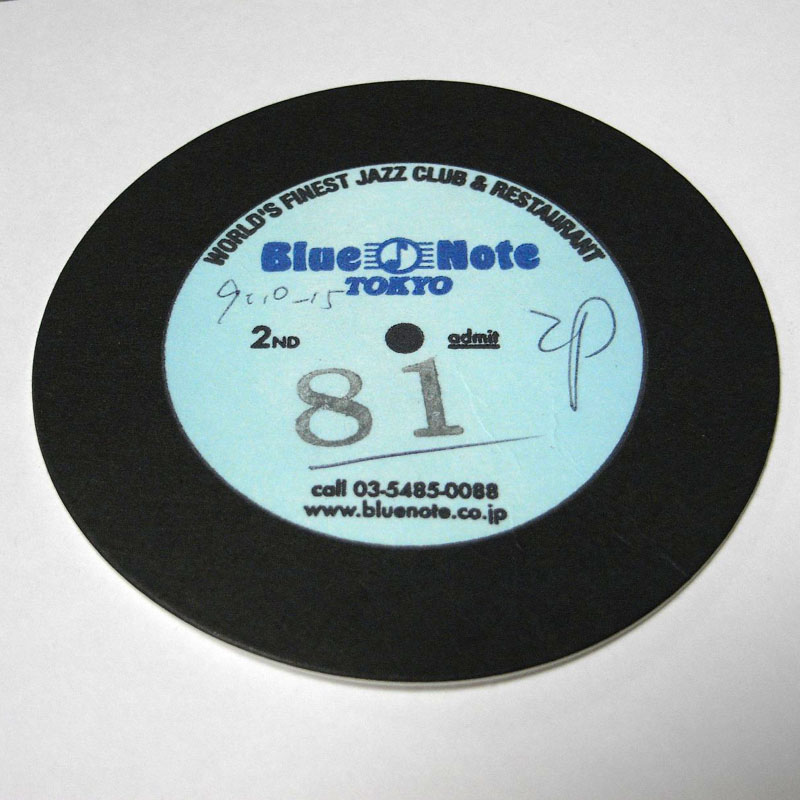 WORLD'S FINEST JAZZ CLUB & RESTAURANT
Blue Note
TOKYO
2ND admit
2P
81
call 03-5485-0088
www.bluenote.co.jp